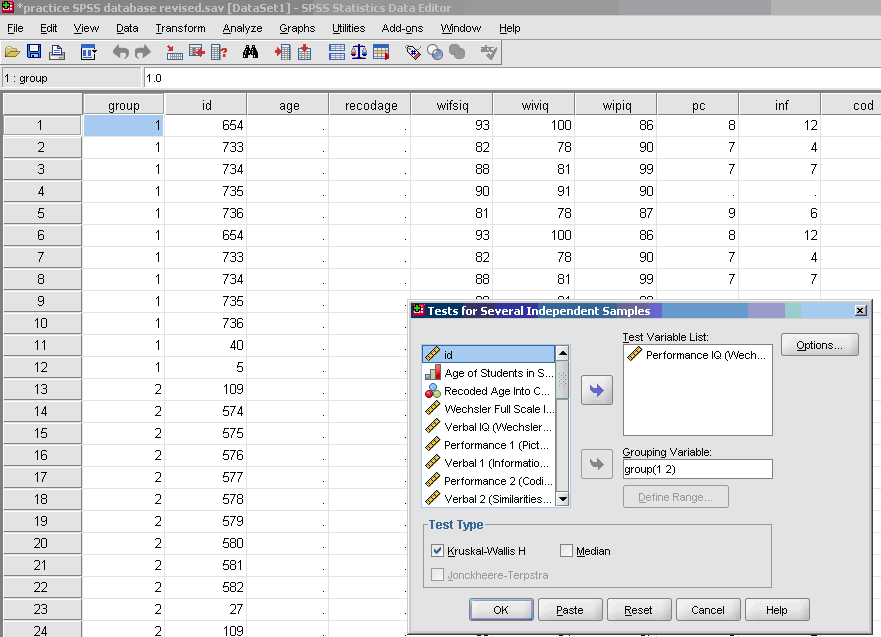 *practice SPSS database revised.sav [DataSet1] - SPSS Statistics Data Editor
File Edit View Data Transform Analyze Graphs Utilities Add-ons Window Help
1 : group 1.0
group id age recodage wifsiq wiviq wipiq pc inf cod
1 1 654 . . 93 100 86 8 12
2 1 733 . . 82 78 90 7 4
3 1 734 . . 88 81 99 7 7
4 1 735 . . 90 91 90 . .
5 1 736 . . 81 78 87 9 6
6 1 654 . . 93 100 86 8 12
7 1 733 . . 82 78 90 7 4
8 1 734 . . 88 81 99 7 7
9 1 735 . .
10 1 736 . .
11 1 40 . .
12 1 5 . .
13 2 109 . .
14 2 574 . .
15 2 575 . .
16 2 576 . .
17 2 577 . .
18 2 578 . .
19 2 579 . .
20 2 580 . .
21 2 581 . .
22 2 582 . .
23 2 27 . .
24 2 109 . .
Tests for Several Independent Samples
id
Age of Students in S...
Recoded Age Into C...
Wechsler Full Scale I...
Verbal IQ (Wechsler...
Performance 1 (Pict...
Verbal 1 (Informatio...
Performance 2 (Codi...
Verbal 2 (Similarities...
Test Variable List:
Performance IQ (Wech...
Options...
Grouping Variable:
group(1 2)
Define Range...
Test Type
Kruskal-Wallis H Median
Jonckheere-Terpstra
OK Paste Reset Cancel Help